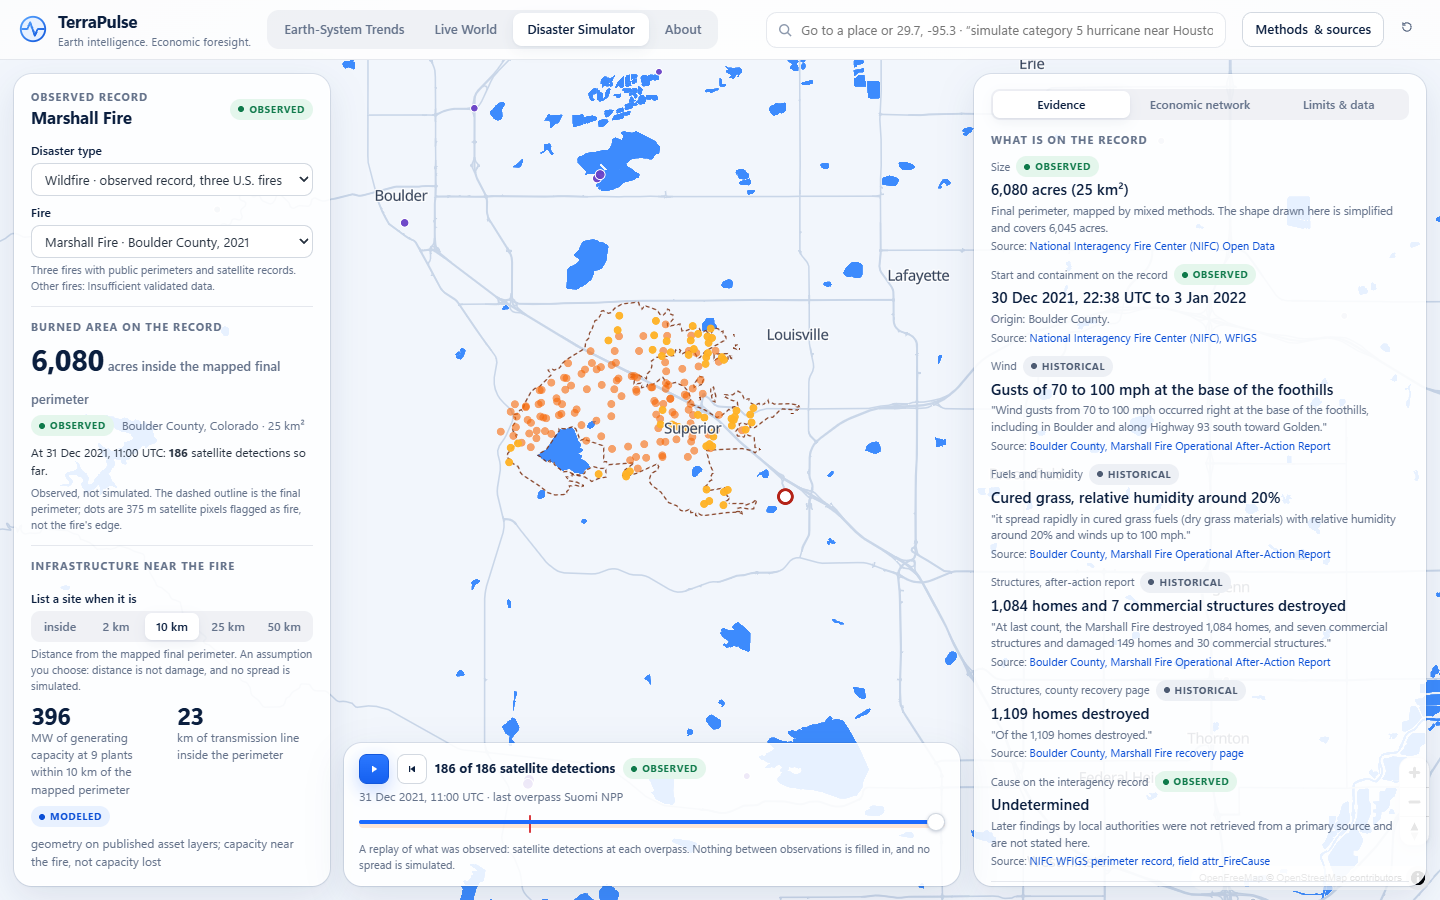 TerraPulse
Earth intelligence. Economic foresight.
Earth-System Trends
Live World
Disaster Simulator
About
Go to a place or 29.7, -95.3 · "simulate category 5 hurricane near Housto
Methods & sources
OBSERVED RECORD
Marshall Fire
OBSERVED
Disaster type
Wildfire · observed record, three U.S. fires
Fire
Marshall Fire · Boulder County, 2021
Three fires with public perimeters and satellite records.
Other fires: Insufficient validated data.
BURNED AREA ON THE RECORD
6,080 acres inside the mapped final
perimeter
OBSERVED Boulder County, Colorado · 25 km²
At 31 Dec 2021, 11:00 UTC: 186 satellite detections so
far.
Observed, not simulated. The dashed outline is the final
perimeter; dots are 375 m satellite pixels flagged as fire,
not the fire's edge.
INFRASTRUCTURE NEAR THE FIRE
List a site when it is
inside 2 km 10 km 25 km 50 km
Distance from the mapped final perimeter. An assumption
you choose: distance is not damage, and no spread is
simulated.
396
MW of generating
capacity at 9 plants
within 10 km of the
mapped perimeter
23
km of transmission line
inside the perimeter
MODELED
geometry on published asset layers; capacity near
the fire, not capacity lost
Erie
Boulder
Lafayette
Louisville
Superior
186 of 186 satellite detections OBSERVED
31 Dec 2021, 11:00 UTC · last overpass Suomi NPP
A replay of what was observed: satellite detections at each overpass. Nothing between observations is filled in, and no
spread is simulated.
Evidence
Economic network
Limits & data
WHAT IS ON THE RECORD
Size OBSERVED
6,080 acres (25 km²)
Final perimeter, mapped by mixed methods. The shape drawn here is simplified
and covers 6,045 acres.
Source: National Interagency Fire Center (NIFC) Open Data
Start and containment on the record OBSERVED
30 Dec 2021, 22:38 UTC to 3 Jan 2022
Origin: Boulder County.
Source: National Interagency Fire Center (NIFC), WFIGS
Wind HISTORICAL
Gusts of 70 to 100 mph at the base of the foothills
"Wind gusts from 70 to 100 mph occurred right at the base of the foothills,
including in Boulder and along Highway 93 south toward Golden."
Source: Boulder County, Marshall Fire Operational After-Action Report
Fuels and humidity HISTORICAL
Cured grass, relative humidity around 20%
"it spread rapidly in cured grass fuels (dry grass materials) with relative humidity
around 20% and winds up to 100 mph."
Source: Boulder County, Marshall Fire Operational After-Action Report
Structures, after-action report HISTORICAL
1,084 homes and 7 commercial structures destroyed
"At last count, the Marshall Fire destroyed 1,084 homes, and seven commercial
structures and damaged 149 homes and 30 commercial structures."
Source: Boulder County, Marshall Fire Operational After-Action Report
Structures, county recovery page HISTORICAL
1,109 homes destroyed
"Of the 1,109 homes destroyed."
Source: Boulder County, Marshall Fire recovery page
Thornton
Cause on the interagency record OBSERVED
Undetermined
Later findings by local authorities were not retrieved from a primary source and
are not stated here.
Source: NIFC WFIGS perimeter record, field attr_FireCause
OpenFreeMap © OpenStreetMap contributors